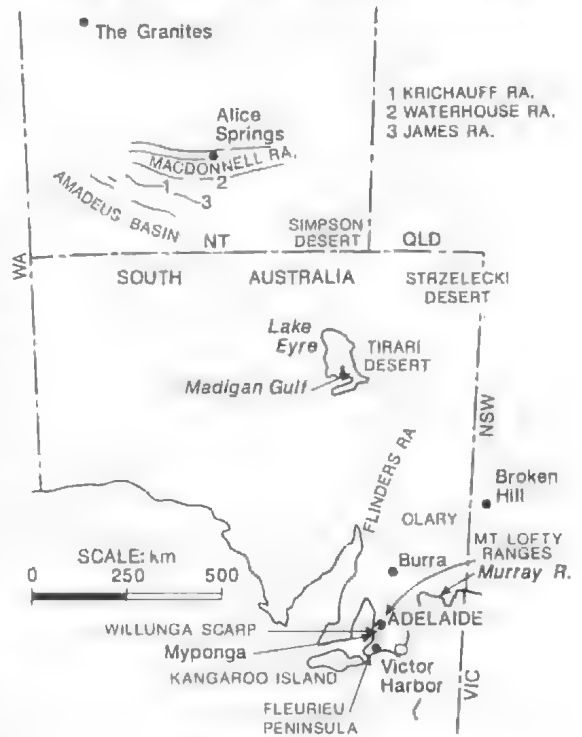 The Granites
1 KRICHAUFF RA.
2 WATERHOUSE RA.
3 JAMES RA.
Alice
Springs
MACDONNELL RA.
1
2
3
AMADEUS BASIN
SIMPSON
DESERT
NT
QLD
WA
SOUTH AUSTRALIA
STRZELECKI
DESERT
Lake
Eyre
TIRARI
DESERT
Madigan Gulf
NSW
FLINDERS RA
Broken
Hill
OLARY
MT LOFTY
RANGES
SCALE: km
0 250 500
Burra
Murray R.
ADELAIDE
WILLUNGA SCARP
Myponga
KANGAROO ISLAND
Victor
Harbor
VIC
FLEURIEU
PENINSULA